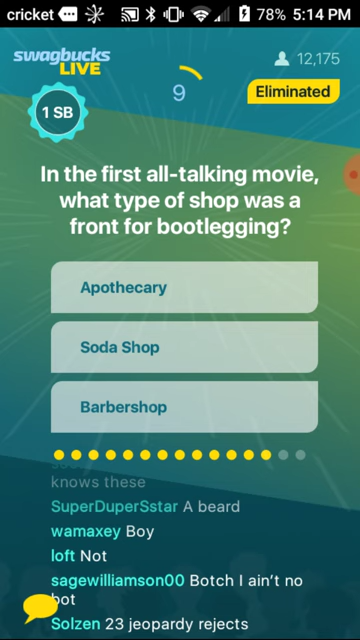 cricket 78% 5:14 PM
swagbucks
LIVE
12,175
9
Eliminated
1 SB
In the first all-talking movie,
what type of shop was a
front for bootlegging?
Apothecary
Soda Shop
Barbershop
knows these
SuperDuperSstar A beard
wamaxey Boy
loft Not
sagewilliamson00 Botch I ain't no
bot
Solzen 23 jeopardy rejects